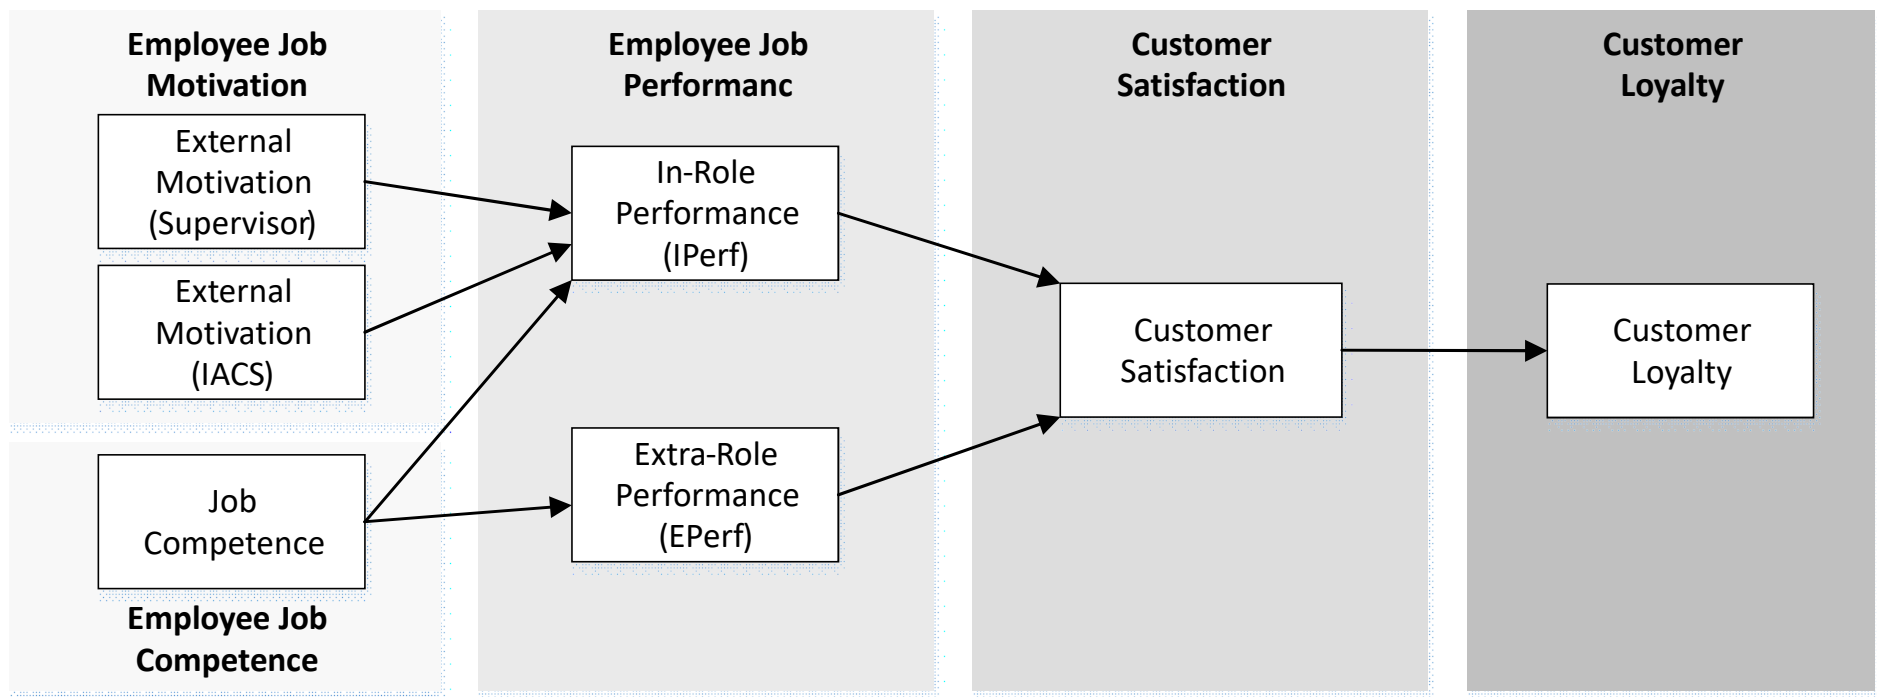 Employee Job
Motivation
External
Motivation
(Supervisor)
External
Motivation
(IACS)
Job
Competence
Employee Job
Competence
Employee Job
Performanc
In-Role
Performance
(IPerf)
Extra-Role
Performance
(EPerf)
Customer
Satisfaction
Customer
Satisfaction
Customer
Loyalty
Customer
Loyalty